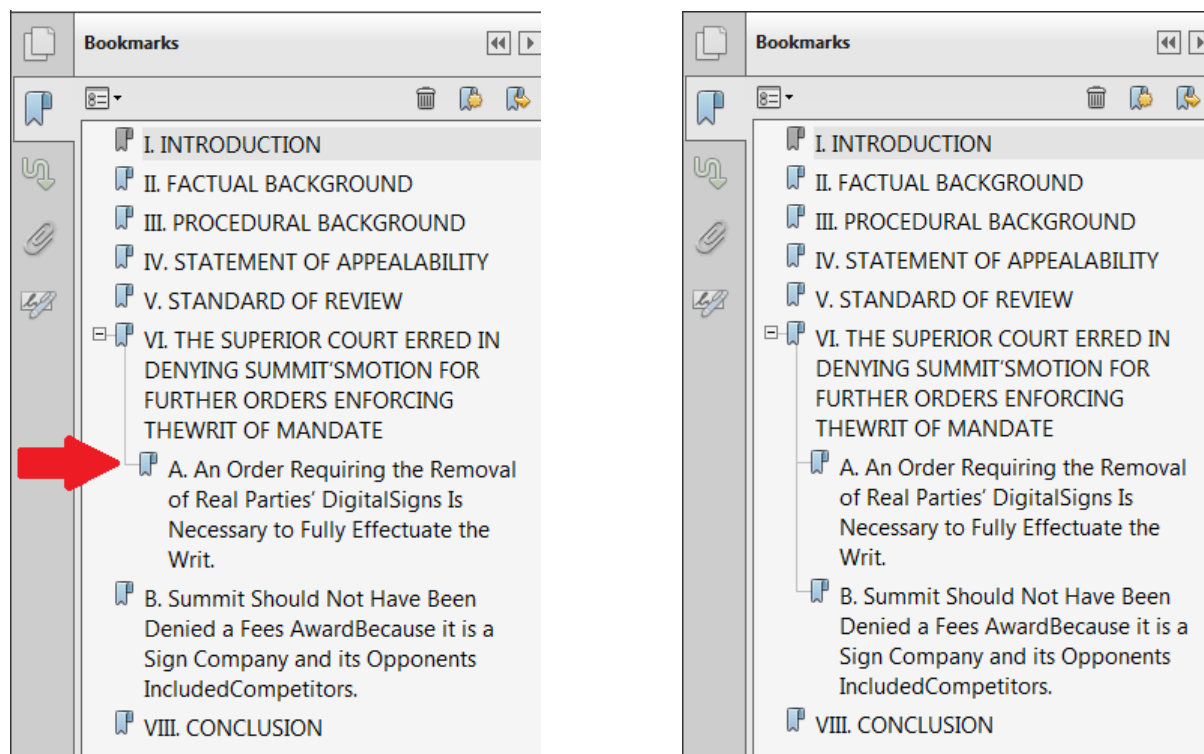 Bookmarks
I. INTRODUCTION
II. FACTUAL BACKGROUND
III. PROCEDURAL BACKGROUND
IV. STATEMENT OF APPEALABILITY
V. STANDARD OF REVIEW
VI. THE SUPERIOR COURT ERRED IN
DENYING SUMMIT'SMOTION FOR
FURTHER ORDERS ENFORCING
THEWRIT OF MANDATE
A. An Order Requiring the Removal
of Real Parties' DigitalSigns Is
Necessary to Fully Effectuate the
Writ.
B. Summit Should Not Have Been
Denied a Fees AwardBecause it is a
Sign Company and its Opponents
IncludedCompetitors.
VIII. CONCLUSION
Bookmarks
I. INTRODUCTION
II. FACTUAL BACKGROUND
III. PROCEDURAL BACKGROUND
IV. STATEMENT OF APPEALABILITY
V. STANDARD OF REVIEW
VI. THE SUPERIOR COURT ERRED IN
DENYING SUMMIT'SMOTION FOR
FURTHER ORDERS ENFORCING
THEWRIT OF MANDATE
A. An Order Requiring the Removal
of Real Parties' DigitalSigns Is
Necessary to Fully Effectuate the
Writ.
B. Summit Should Not Have Been
Denied a Fees AwardBecause it is a
Sign Company and its Opponents
IncludedCompetitors.
VIII. CONCLUSION